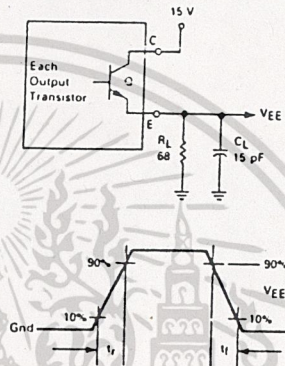 15 V
C
Each
Output
Transistor
Q
E
VEE
RL
68
CL
15 pF
90%
90%
VEE
10%
10%
Gnd
tr
tf